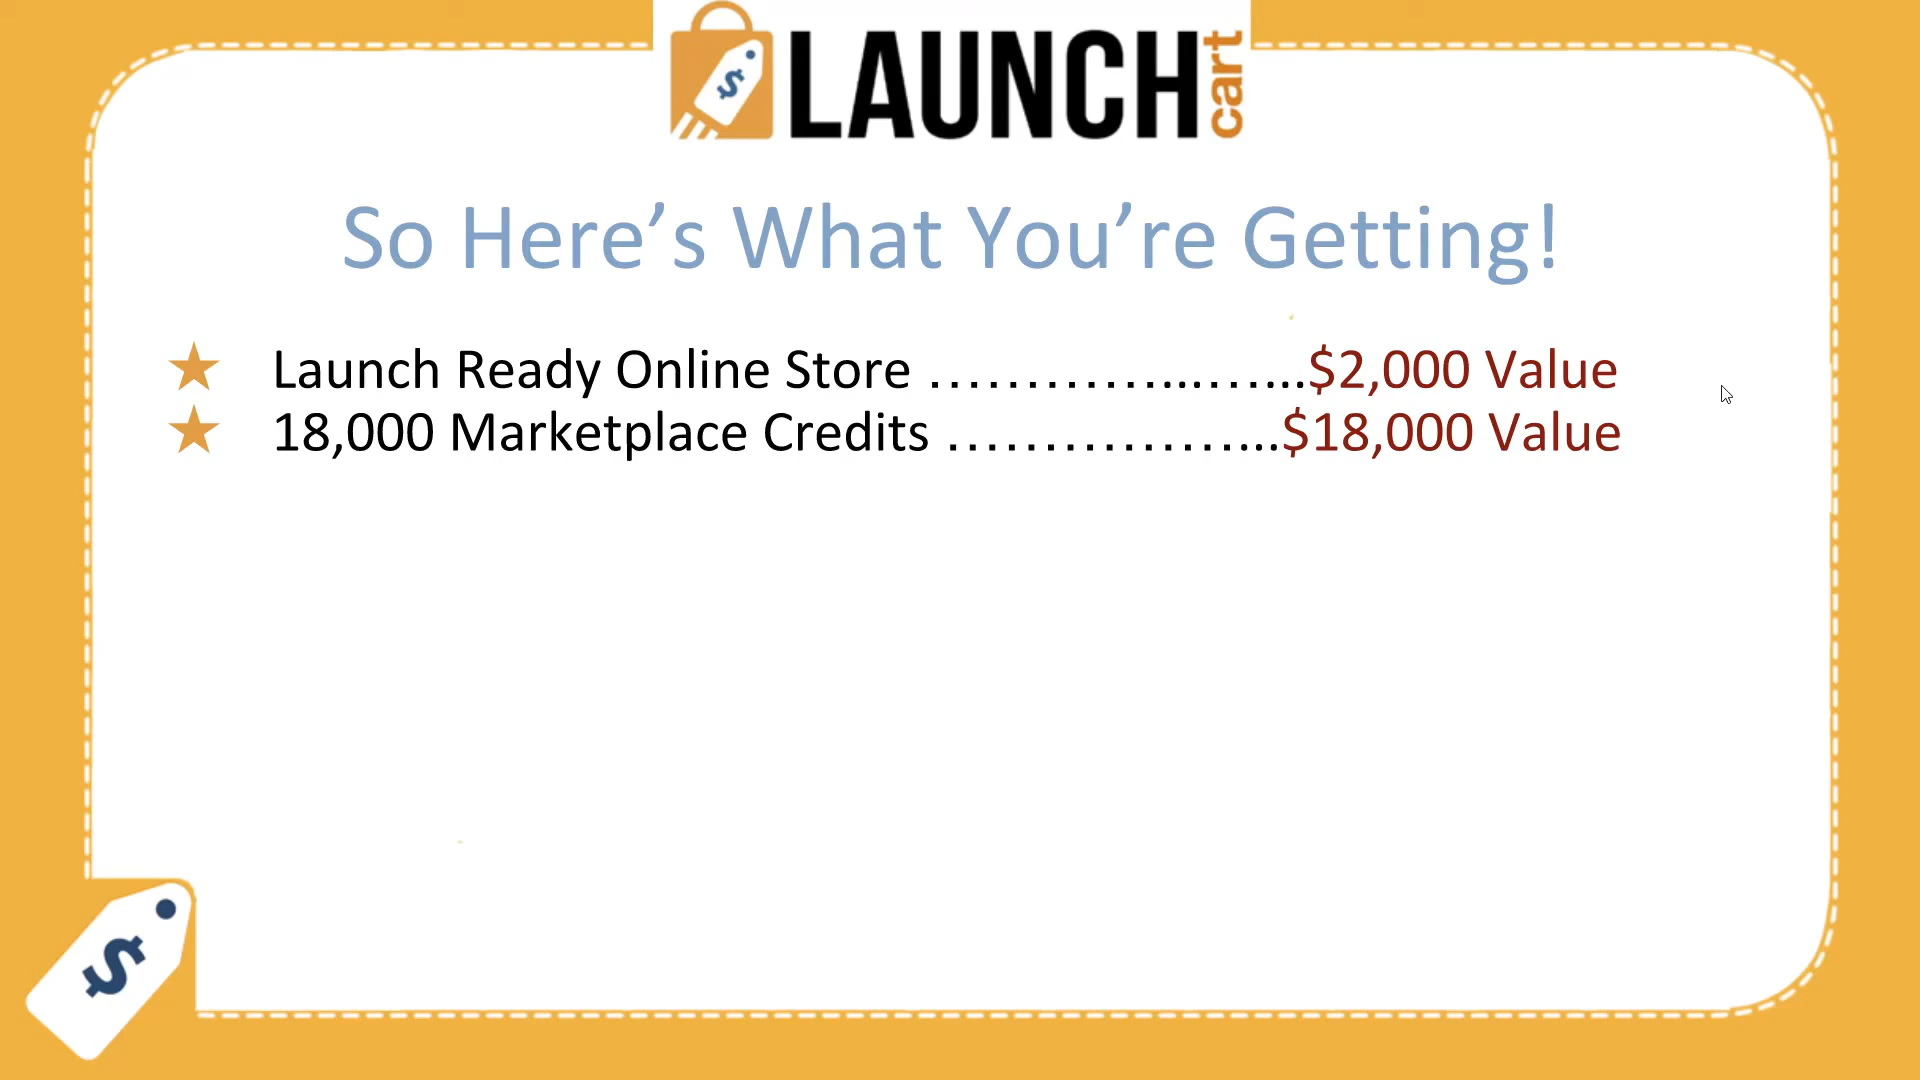 LAUNCH cart
So Here’s What You’re Getting!
★ Launch Ready Online Store …………...…...$2,000 Value
★ 18,000 Marketplace Credits ……………...$18,000 Value